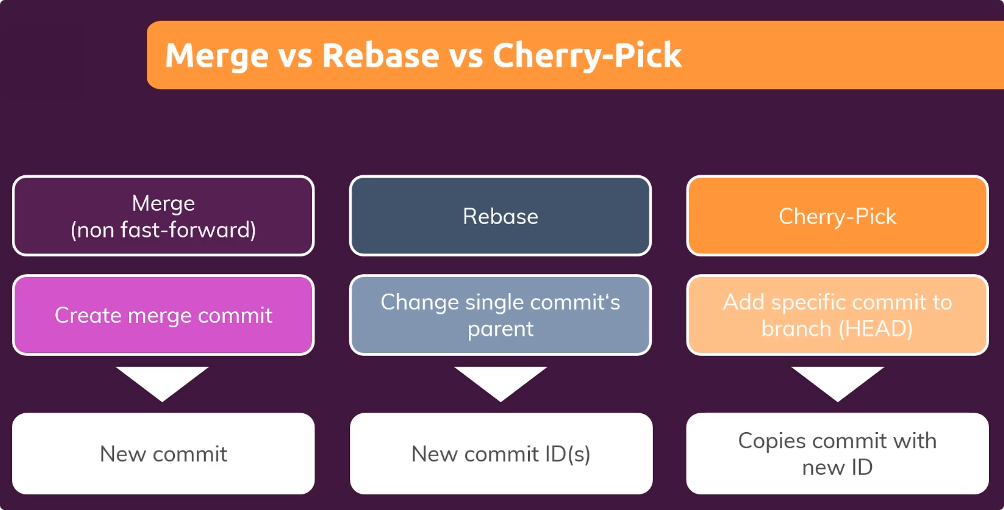 Merge vs Rebase vs Cherry-Pick
Merge
(non fast-forward)
Rebase
Cherry-Pick
Create merge commit
Change single commit‘s
parent
Add specific commit to
branch (HEAD)
New commit
New commit ID(s)
Copies commit with
new ID